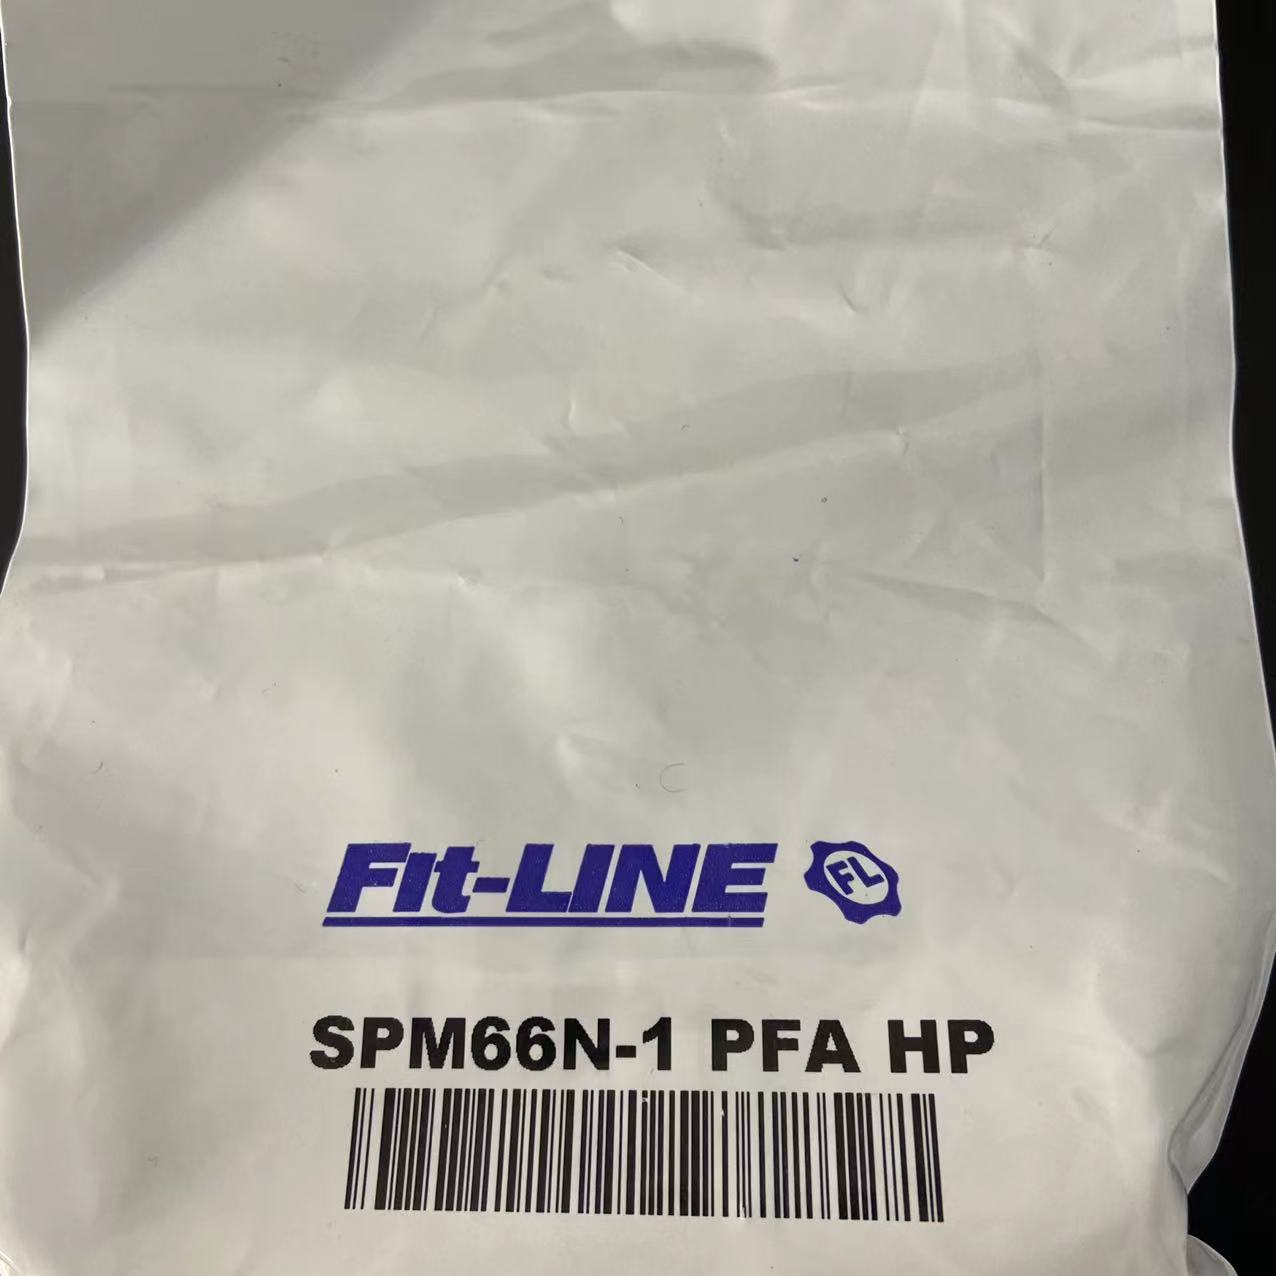 Fit-LINE FL
SPM66N-1 PFA HP